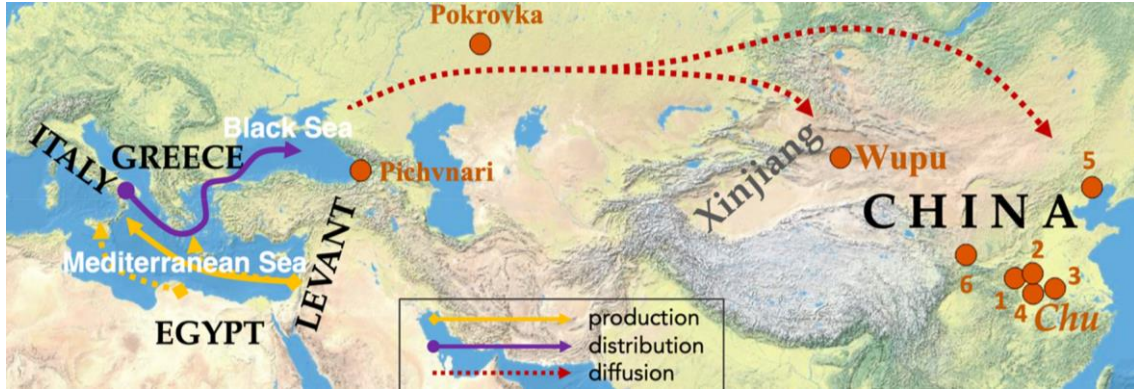 Pokrovka
Black Sea
ITALY
GREECE
Pichvnari
Xinjiang
Wupu
5
CHINA
Mediterranean Sea
LEVANT
2
6
3
1
4
Chu
EGYPT
production
distribution
diffusion